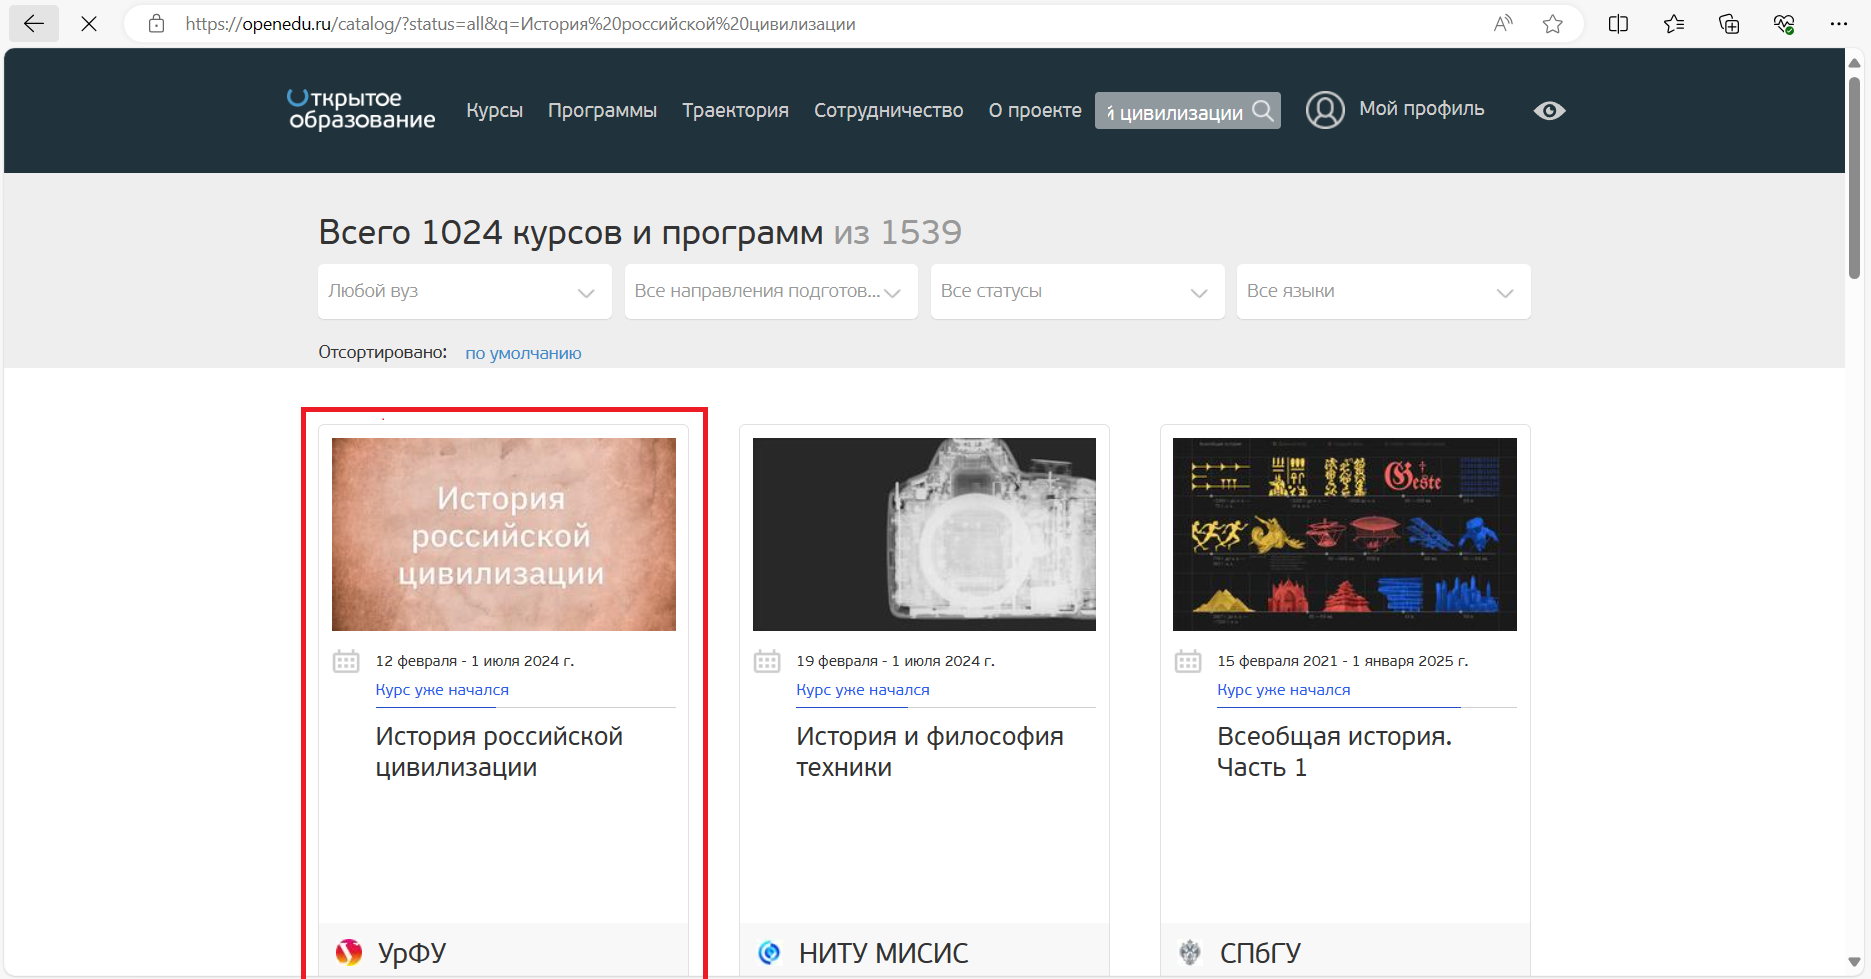 https://openedu.ru/catalog/?status=all&q=История%20российской%20цивилизации
Открытое образование
Курсы
Программы
Траектория
Сотрудничество
О проекте
й цивилизации
Мой профиль
Всего 1024 курсов и программ из 1539
Любой вуз
Все направления подготов...
Все статусы
Все языки
Отсортировано: по умолчанию
История
российской
цивилизации
12 февраля - 1 июля 2024 г.
Курс уже начался
История российской
цивилизации
УрФУ
19 февраля - 1 июля 2024 г.
Курс уже начался
История и философия
техники
НИТУ МИСИС
Geste
15 февраля 2021 - 1 января 2025 г.
Курс уже начался
Всеобщая история.
Часть 1
СПбГУ